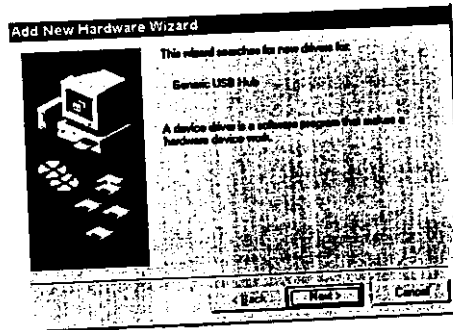 Add New Hardware Wizard
This wizard searches for new drivers for:
Generic USB Hub
A device driver is a software program that makes a
hardware device work.
< Back
Next >
Cancel